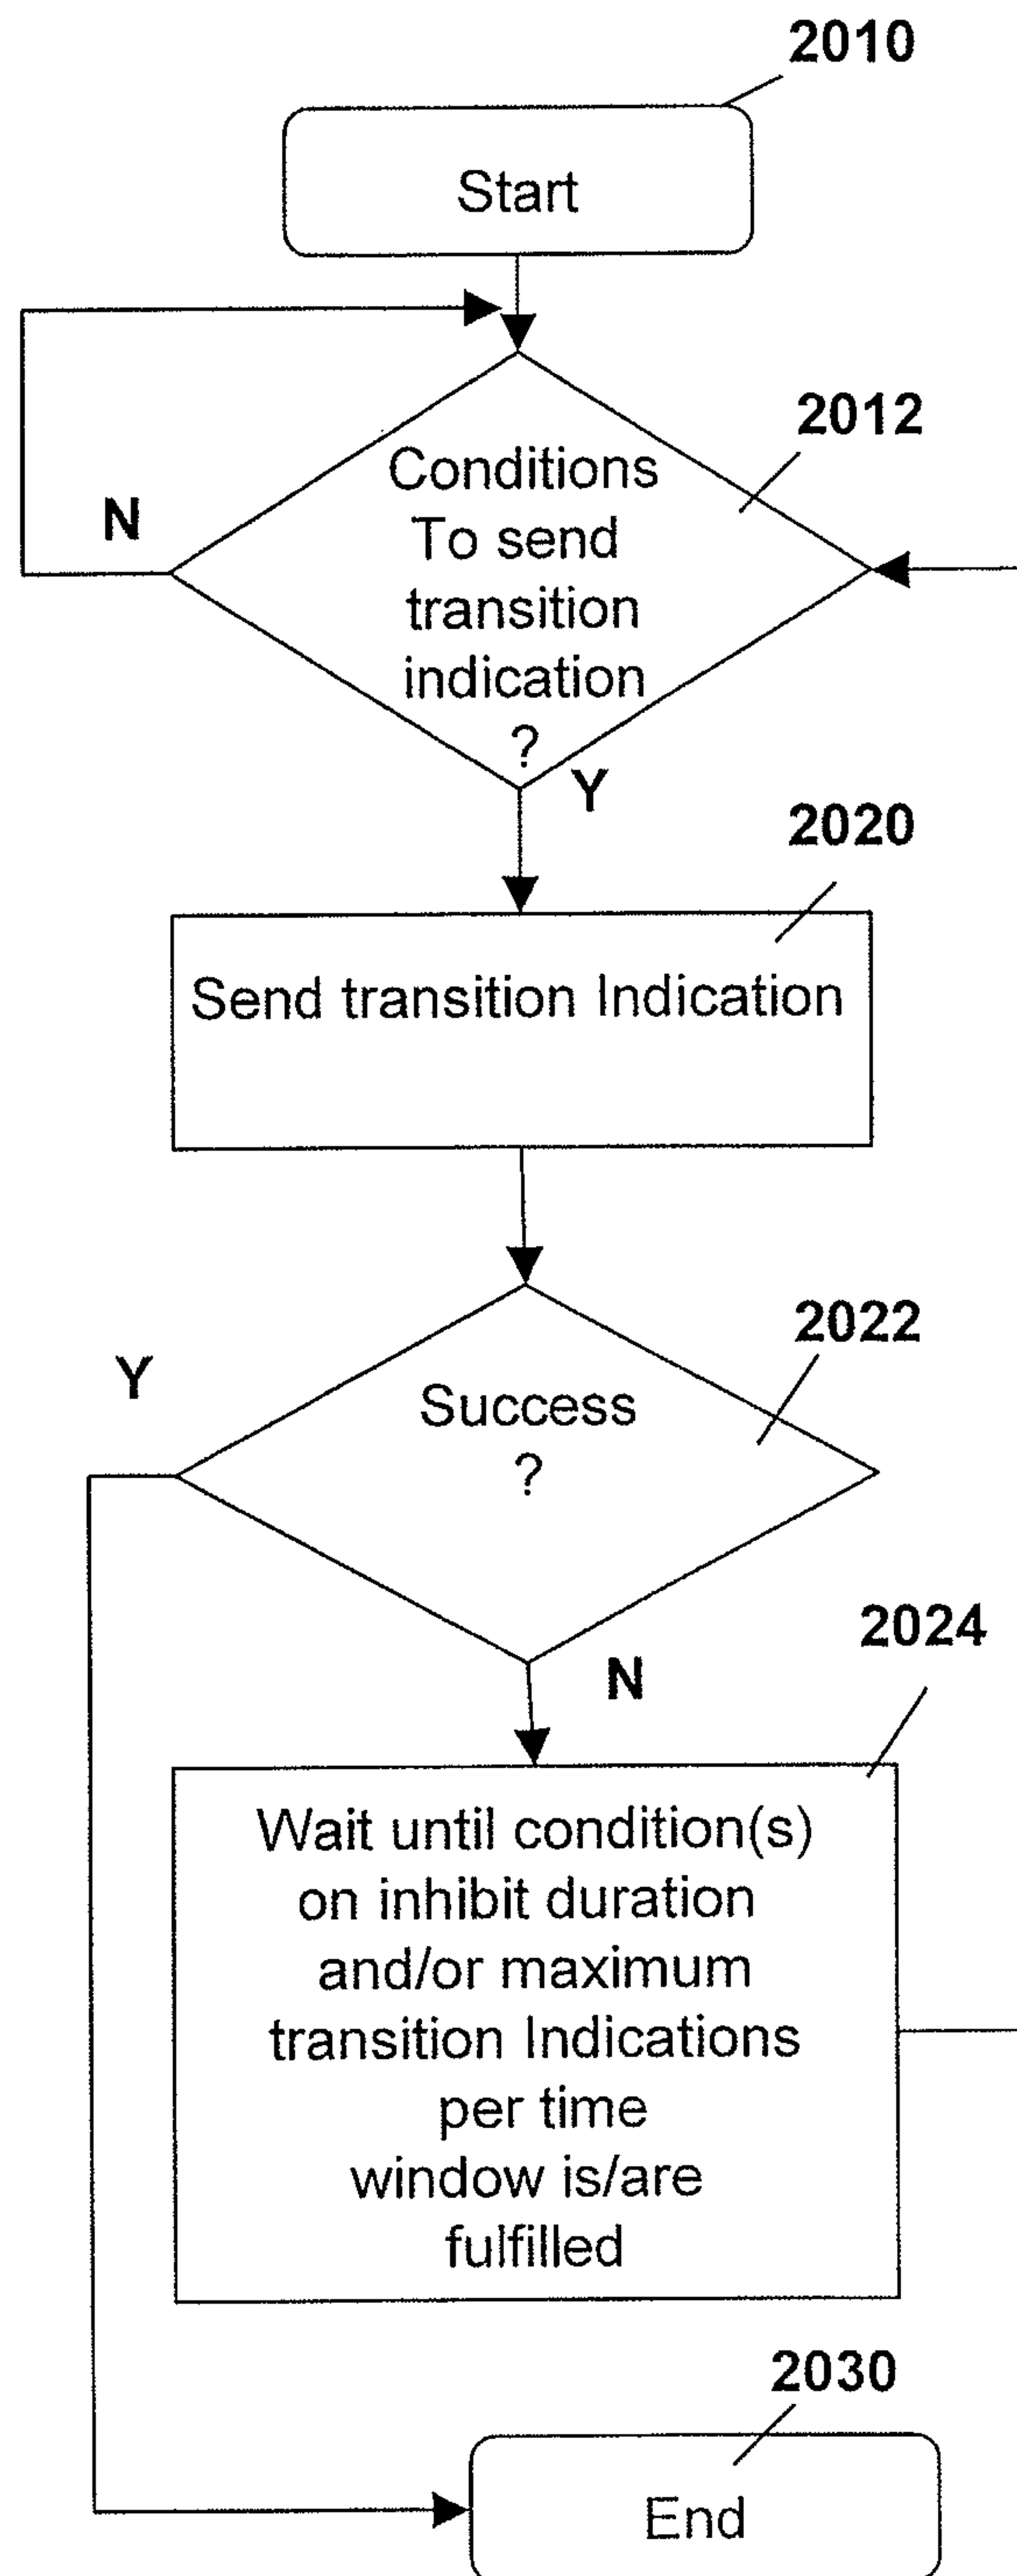 2010
Start
2012
Conditions
To send
transition
indication
?
N
Y
2020
Send transition Indication
2022
Success
?
Y
N
2024
Wait until condition(s)
on inhibit duration
and/or maximum
transition Indications
per time
window is/are
fulfilled
2030
End